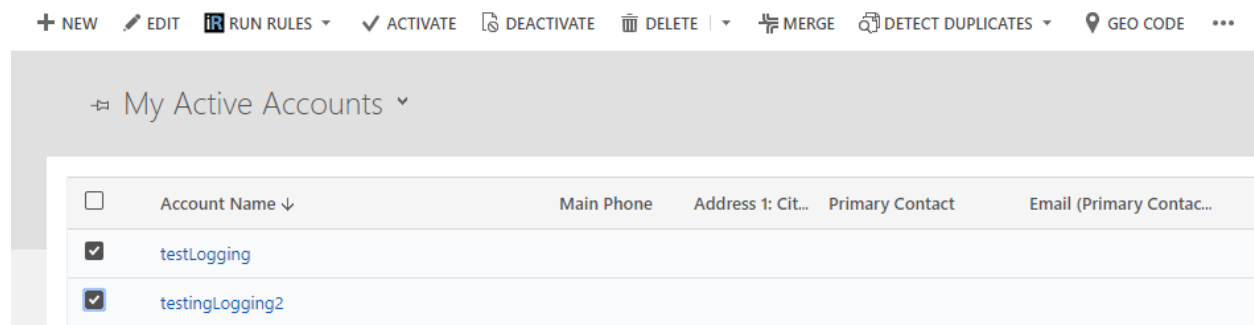 NEW EDIT iR RUN RULES ACTIVATE DEACTIVATE DELETE MERGE DETECT DUPLICATES GEO CODE
My Active Accounts
Account Name Main Phone Address 1: Cit... Primary Contact Email (Primary Contac...
testLogging
testingLogging2